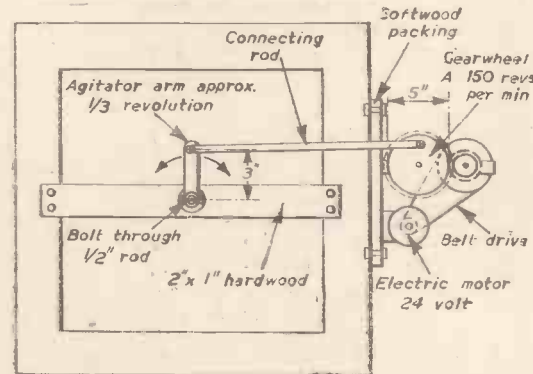 Softwood
packing
Connecting
rod
Gearwheel
A 150 revs
per min
Agitator arm approx.
1/3 revolution
5"
3"
Bolt through
1/2" rod
2" x 1" hardwood
Belt drive
Electric motor
24 volt